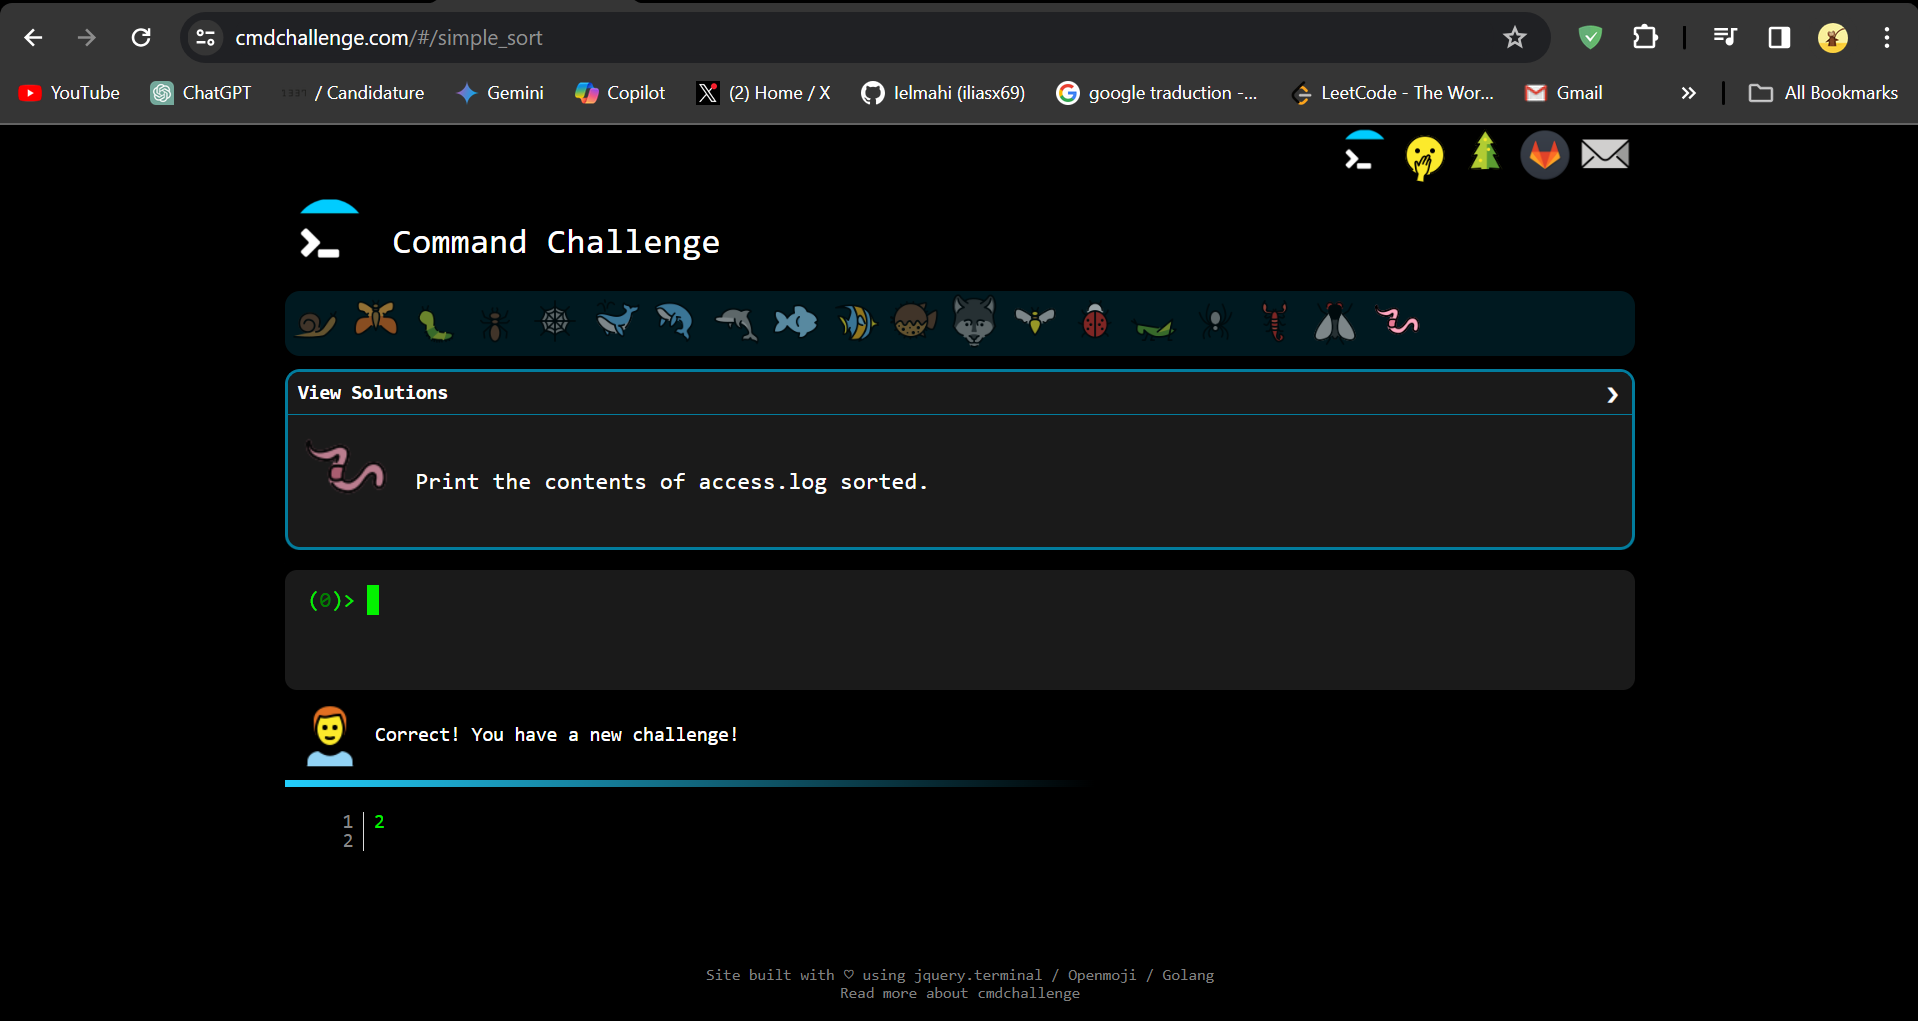 cmdchallenge.com/#/simple_sort
YouTube ChatGPT 1337 / Candidature Gemini Copilot (2) Home / X lelmahi (iliasx69) google traduction -... LeetCode - The Wor... Gmail » All Bookmarks
Command Challenge
View Solutions
Print the contents of access.log sorted.
(0)>
Correct! You have a new challenge!
1 2
2
Site built with ♡ using jquery.terminal / Openmoji / Golang
Read more about cmdchallenge